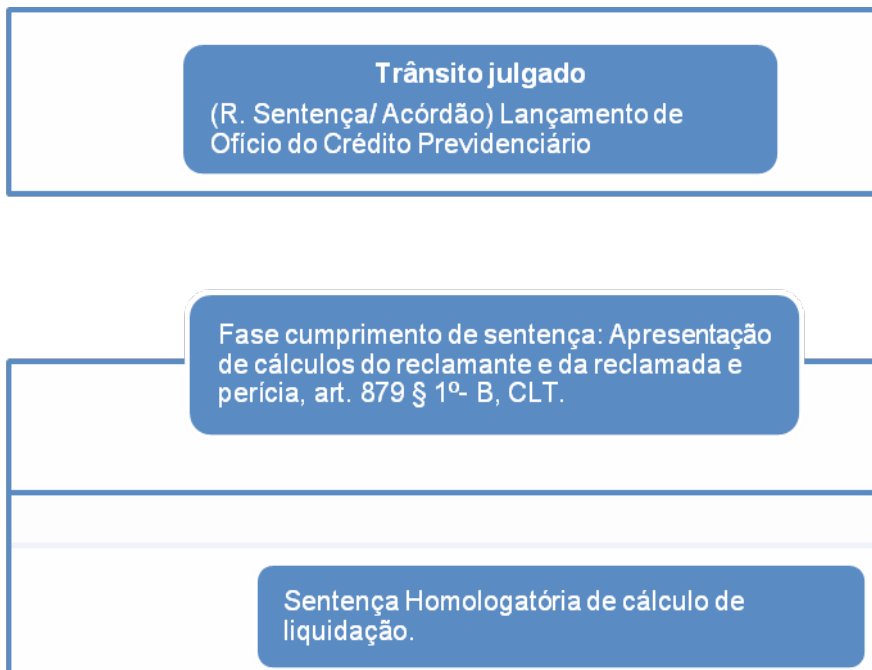 Trânsito julgado
(R. Sentença/ Acórdão) Lançamento de
Ofício do Crédito Previdenciário
Fase cumprimento de sentença: Apresentação
de cálculos do reclamante e da reclamada e
perícia, art. 879 § 1º- B, CLT.
Sentença Homologatória de cálculo de
liquidação.